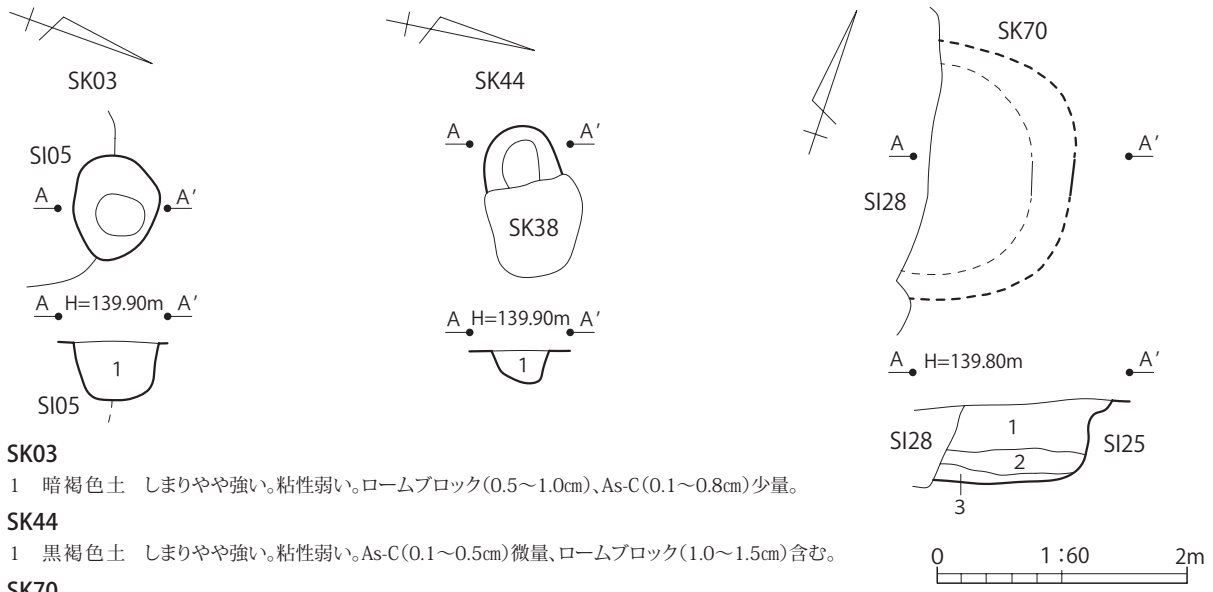 SK03
SI05
A A′
A H=139.90m A′
1
SI05
SK44
A A′
SK38
A H=139.90m A′
1
SK70
A A′
SI28
A H=139.80m A′
SI28 1 SI25
2
3
SK03
1 暗褐色土 しまりやや強い。粘性弱い。ロームブロック(0.5～1.0㎝)、As-C(0.1～0.8㎝)少量。
SK44
1 黒褐色土 しまりやや強い。粘性弱い。As-C(0.1～0.5㎝)微量、ロームブロック(1.0～1.5㎝)含む。
SK70
0 1:60 2m